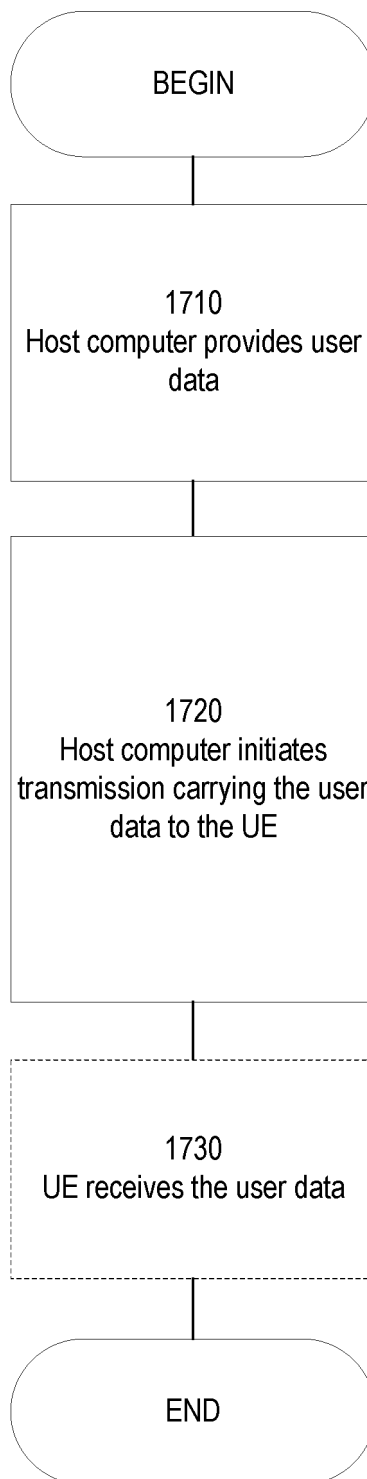 BEGIN
1710
Host computer provides user
data
1720
Host computer initiates
transmission carrying the user
data to the UE
1730
UE receives the user data
END